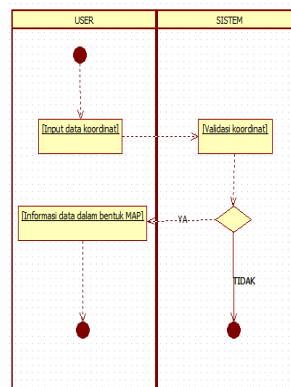 USER
SISTEM
[Input data koordinat]
[Validasi koordinat]
[Informasi data dalam bentuk MAP]
YA
TIDAK